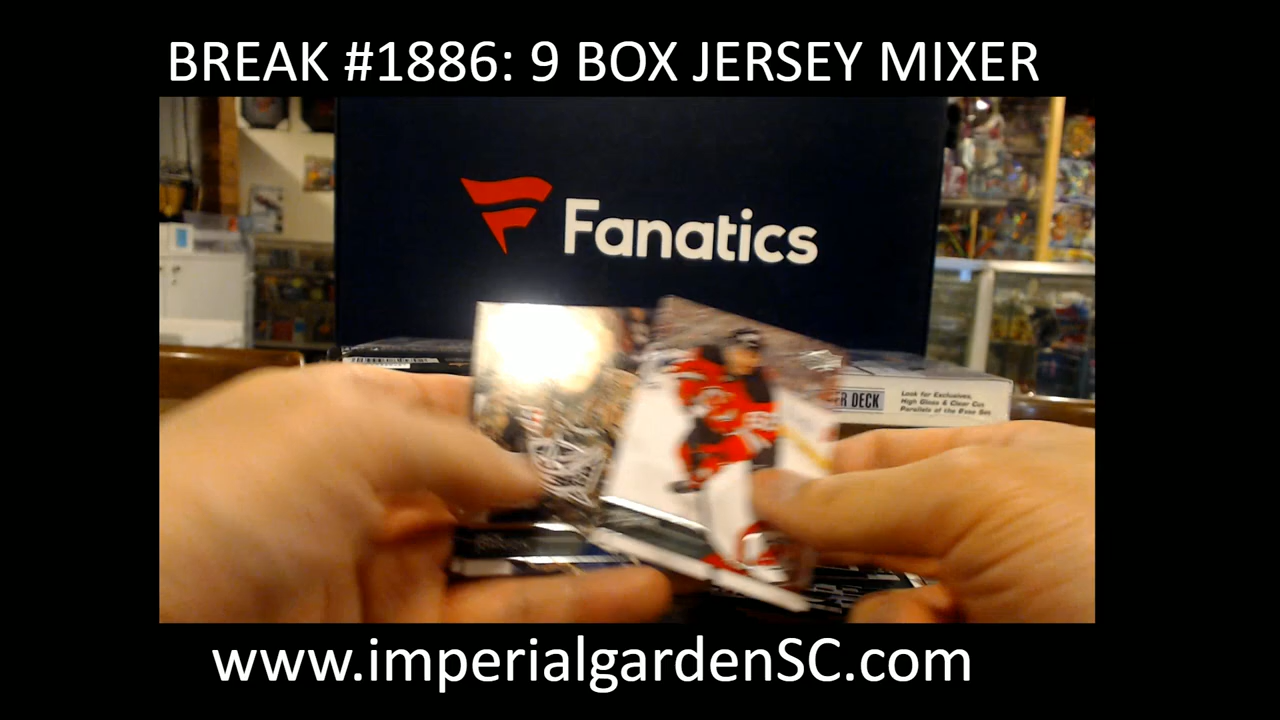 BREAK #1886: 9 BOX JERSEY MIXER
Fanatics
DECK
Look for Exclusives,
High Gloss & Clear Cut
Parallels of the Base Set
www.imperialgardenSC.com